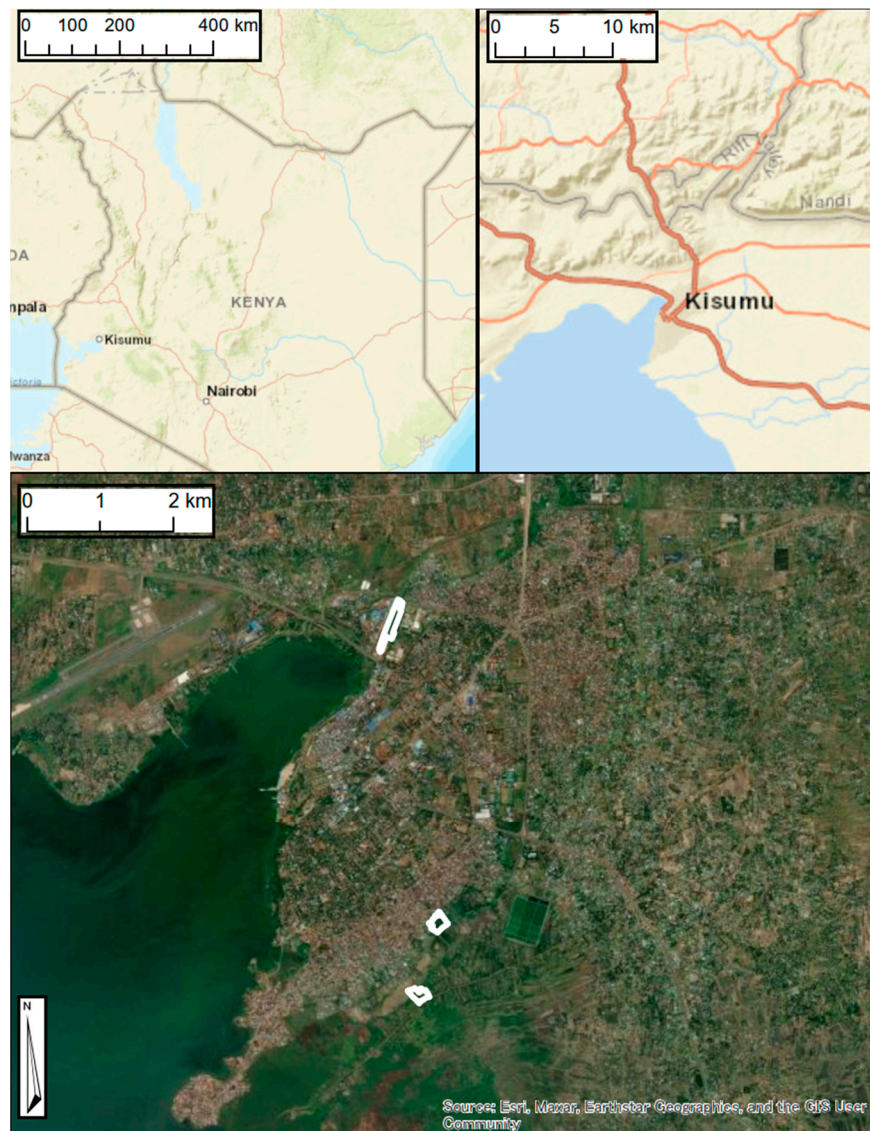 0 100 200 400 km
KENYA
DA
mpala
Kisumu
ictoria
Nairobi
lwanza
0 5 10 km
Rift Valley
Nandi
Kisumu
0 1 2 km
N
Source: Esri, Maxar, Earthstar Geographics, and the GIS User
Community